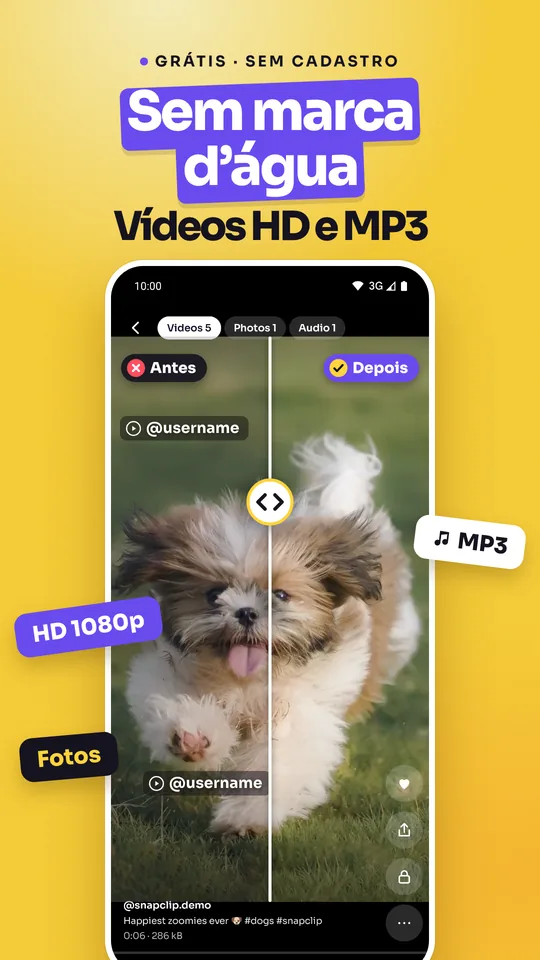 GRÁTIS · SEM CADASTRO
Sem marca
d’água
Vídeos HD e MP3
10:00
3G
Videos 5
Photos 1
Audio 1
Antes
Depois
@username
MP3
HD 1080p
Fotos
@username
@snapclip.demo
Happiest zoomies ever 🐶 #dogs #snapclip
0:06 · 286 kB